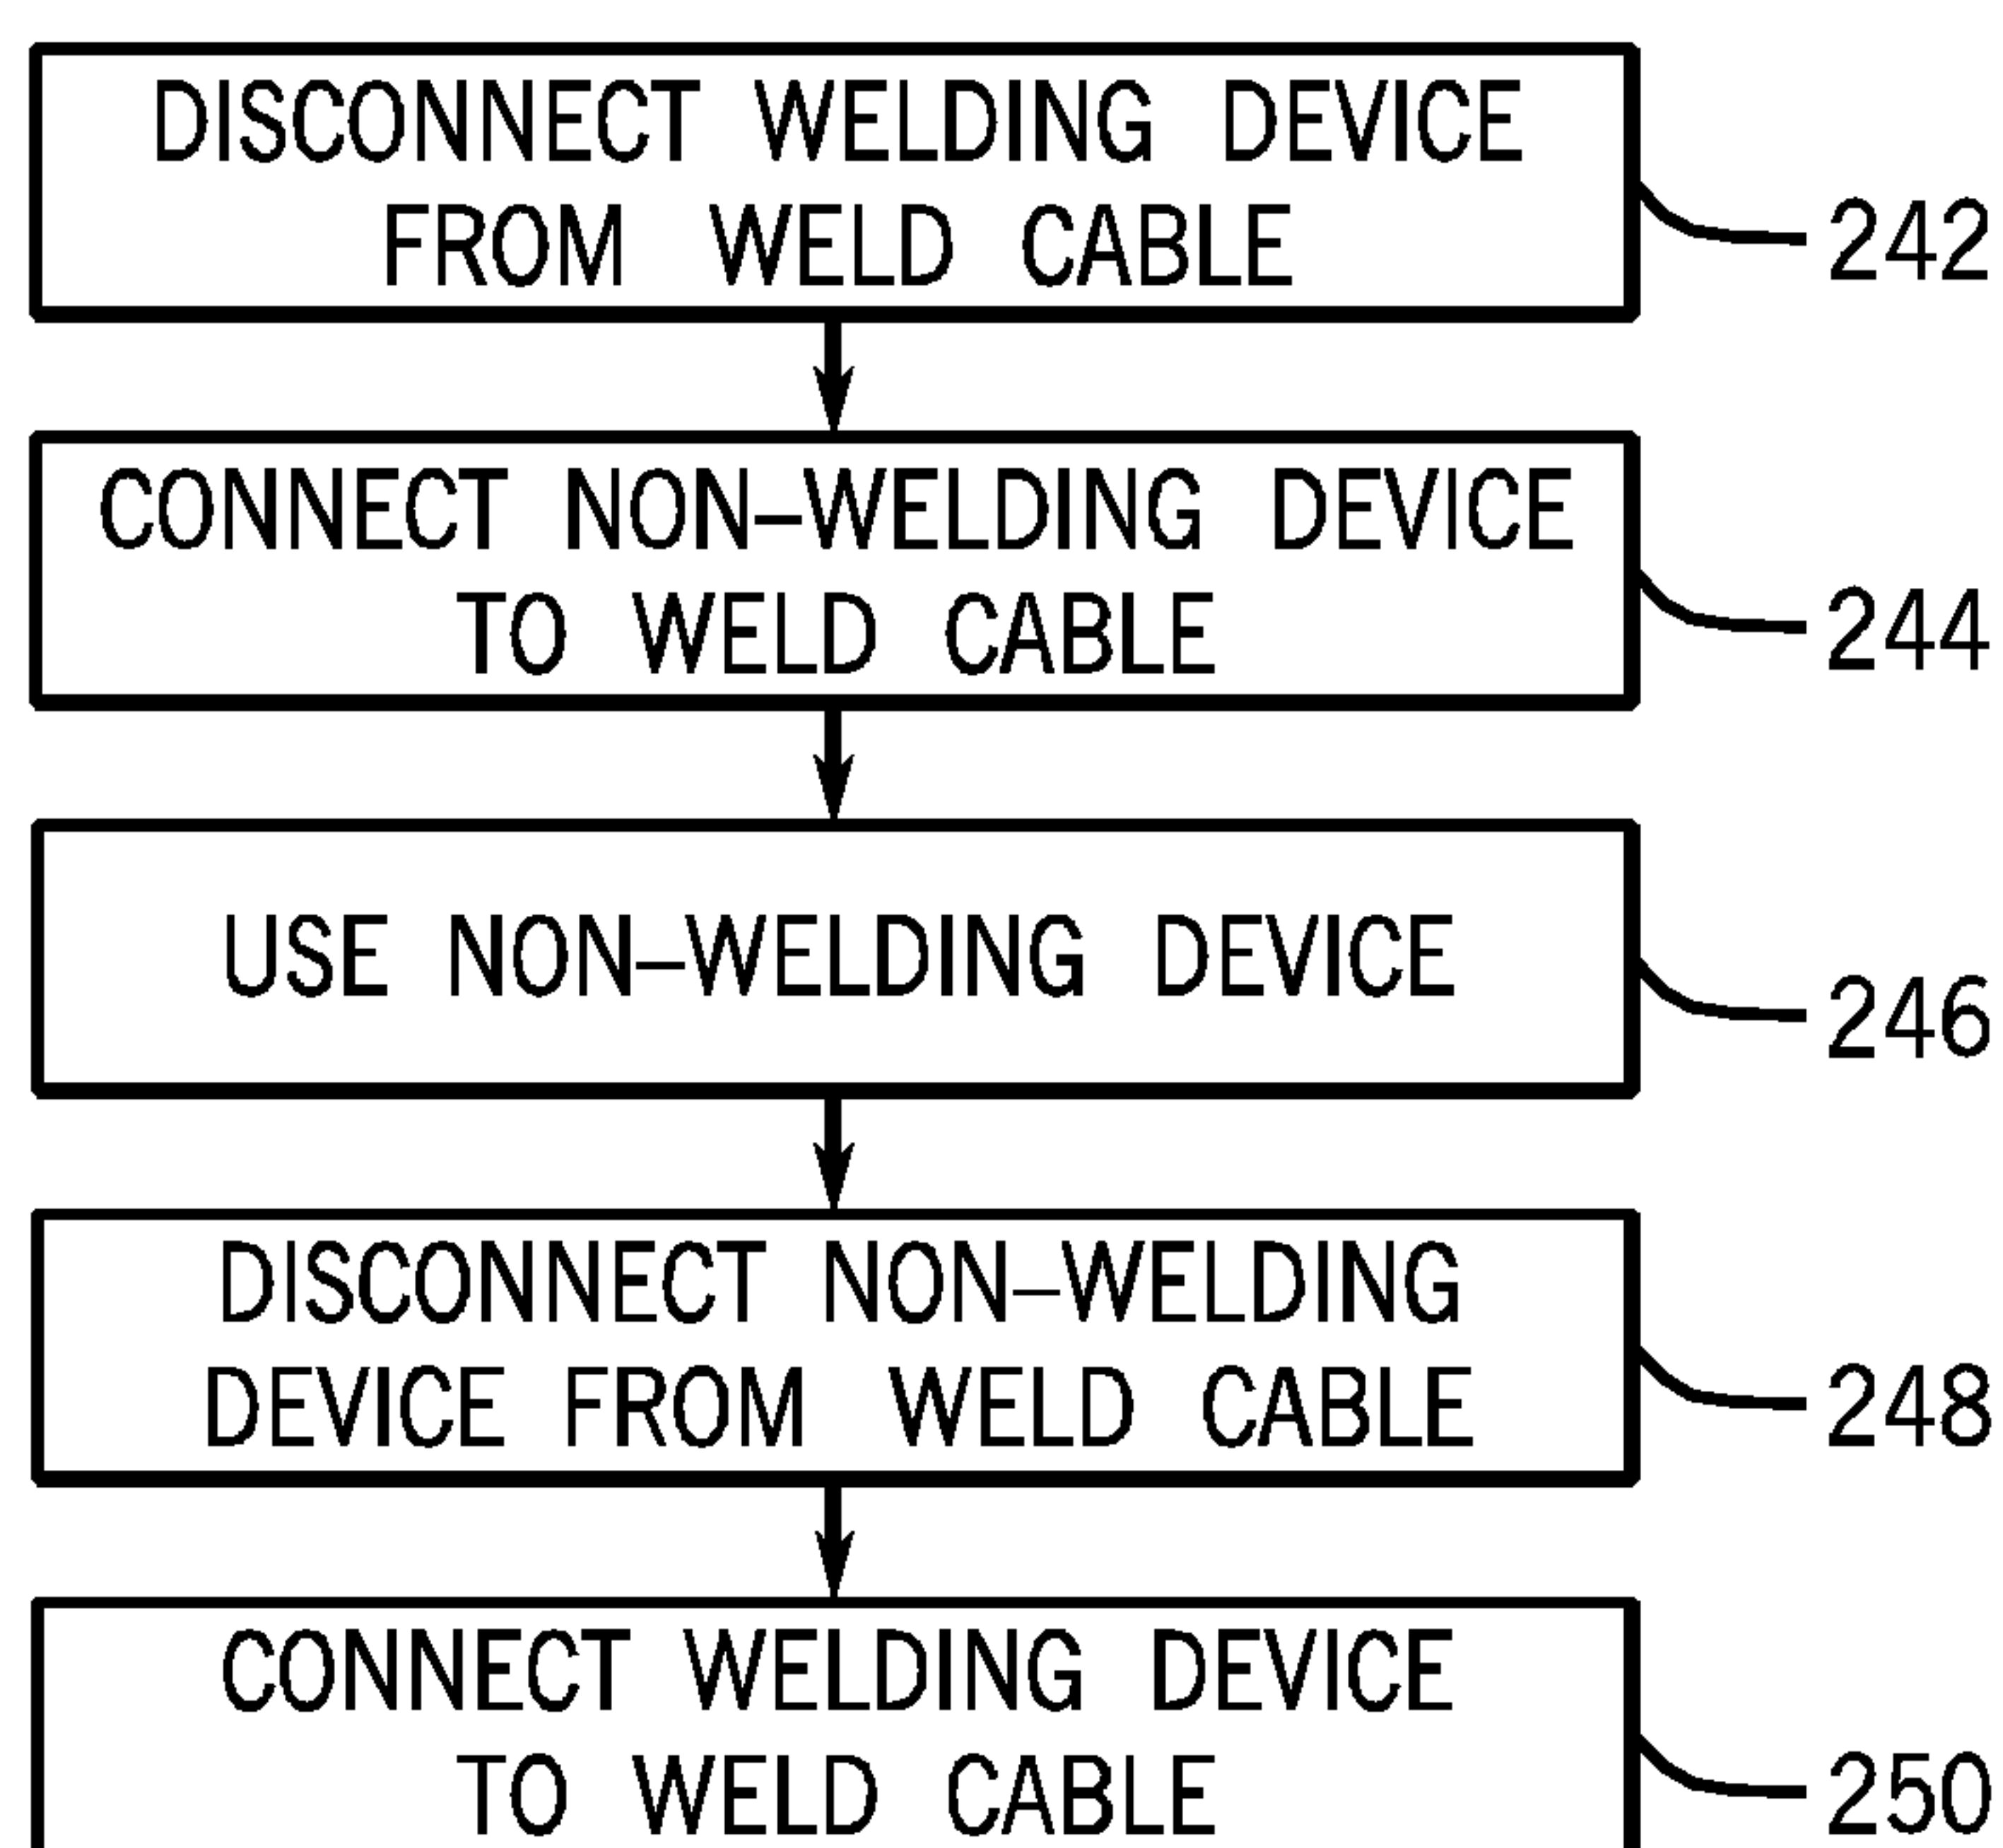 DISCONNECT WELDING DEVICE
FROM WELD CABLE
242
CONNECT NON–WELDING DEVICE
TO WELD CABLE
244
USE NON–WELDING DEVICE
246
DISCONNECT NON–WELDING
DEVICE FROM WELD CABLE
248
CONNECT WELDING DEVICE
TO WELD CABLE
250